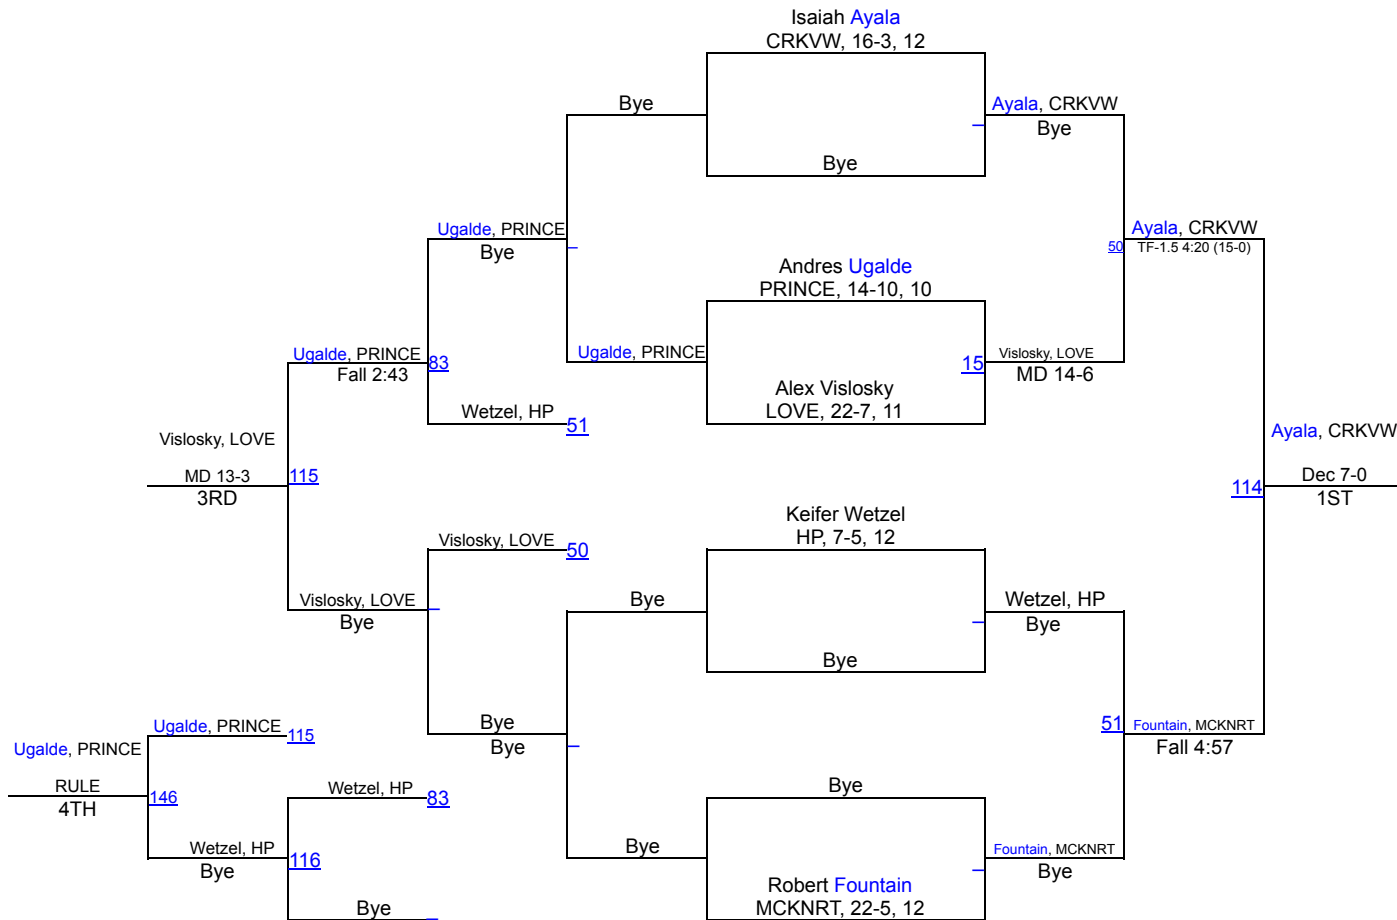 Isaiah Ayala
CRKVW, 16-3, 12
Bye
Ayala, CRKVW
Bye
Bye
Ugalde, PRINCE
Bye
Ayala, CRKVW
50
TF-1.5 4:20 (15-0)
Andres Ugalde
PRINCE, 14-10, 10
Ugalde, PRINCE
Fall 2:43
83
Ugalde, PRINCE
15
Vislosky, LOVE
MD 14-6
Alex Vislosky
LOVE, 22-7, 11
Wetzel, HP
51
Vislosky, LOVE
MD 13-3
3RD
115
Ayala, CRKVW
114
Dec 7-0
1ST
Keifer Wetzel
HP, 7-5, 12
Vislosky, LOVE
50
Vislosky, LOVE
Bye
Bye
Wetzel, HP
Bye
Bye
Bye
Bye
51
Fountain, MCKNRT
Fall 4:57
Ugalde, PRINCE
115
Ugalde, PRINCE
RULE
4TH
146
Wetzel, HP
83
Bye
Wetzel, HP
Bye
116
Bye
Fountain, MCKNRT
Bye
Robert Fountain
MCKNRT, 22-5, 12
Bye